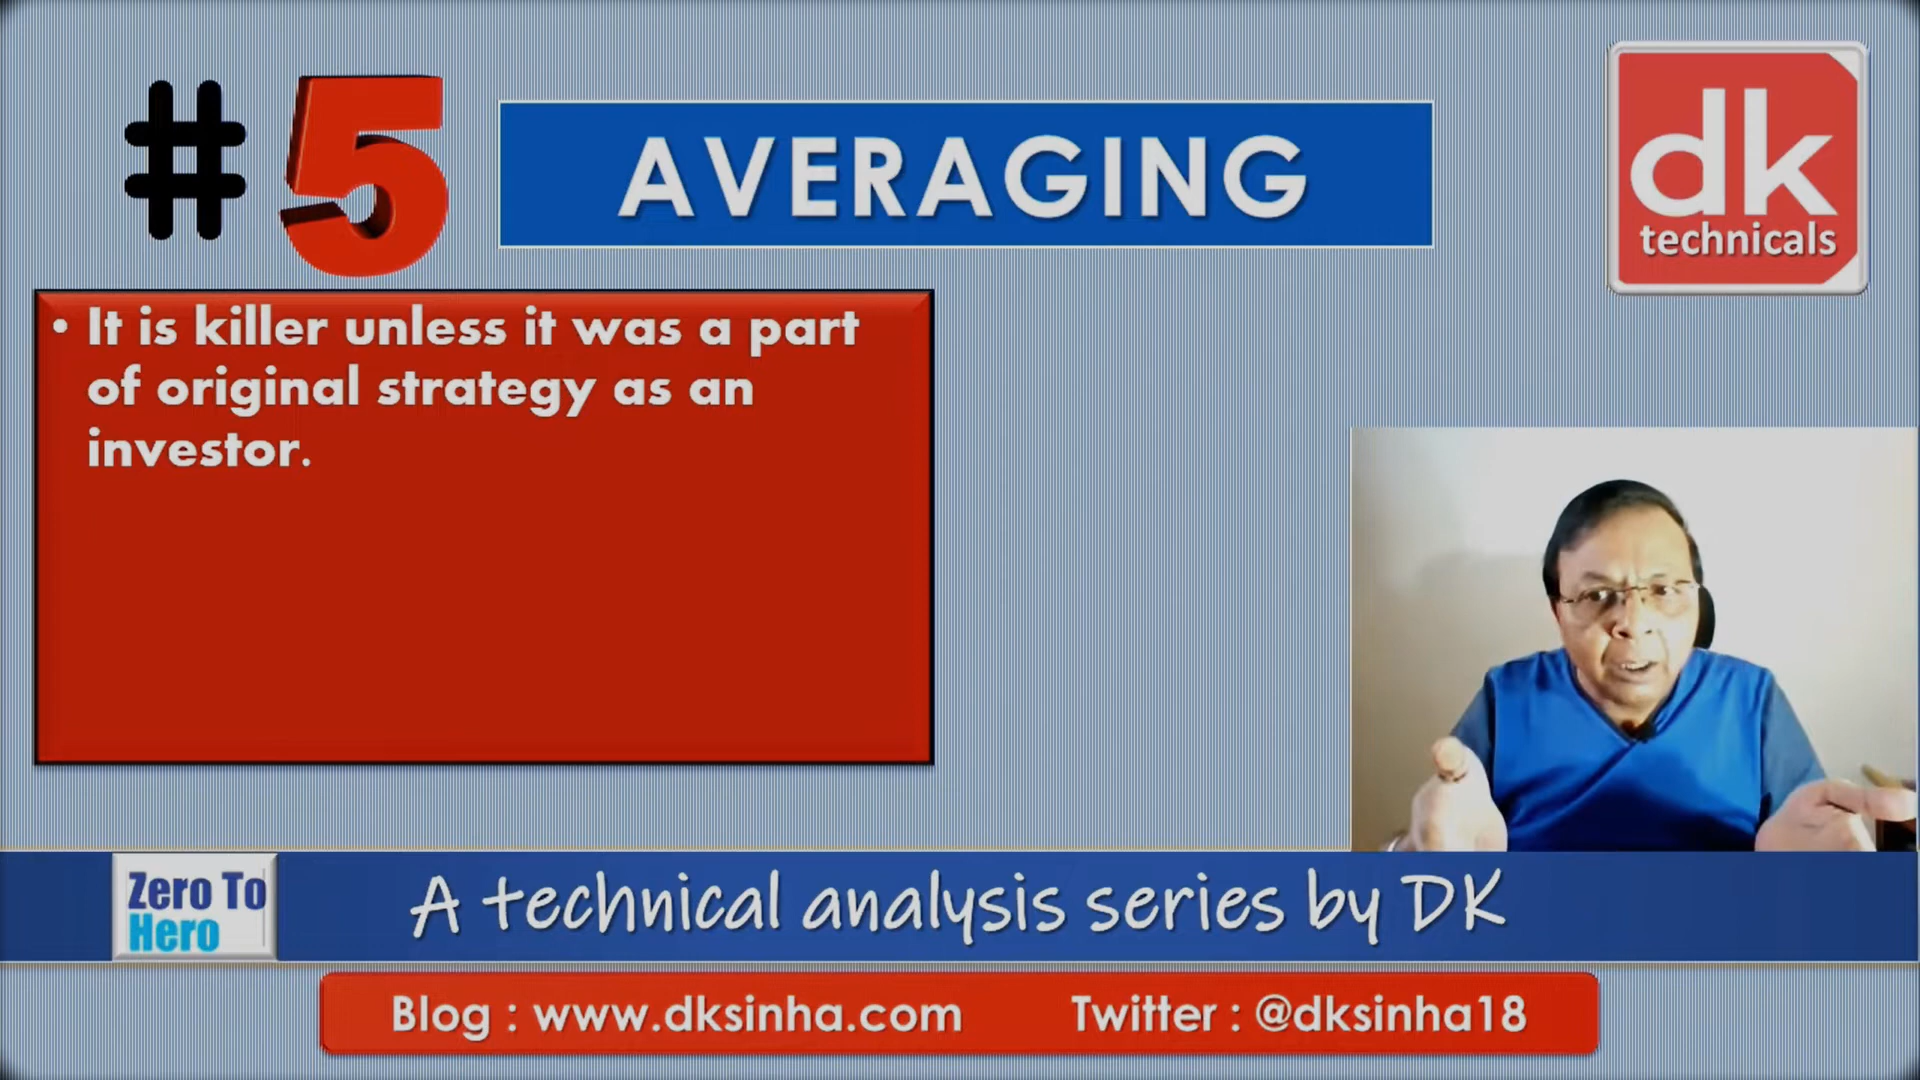 #5
AVERAGING
dk
technicals
• It is killer unless it was a part
of original strategy as an
investor.
Zero To
Hero
A technical analysis series by DK
Blog : www.dksinha.com Twitter : @dksinha18